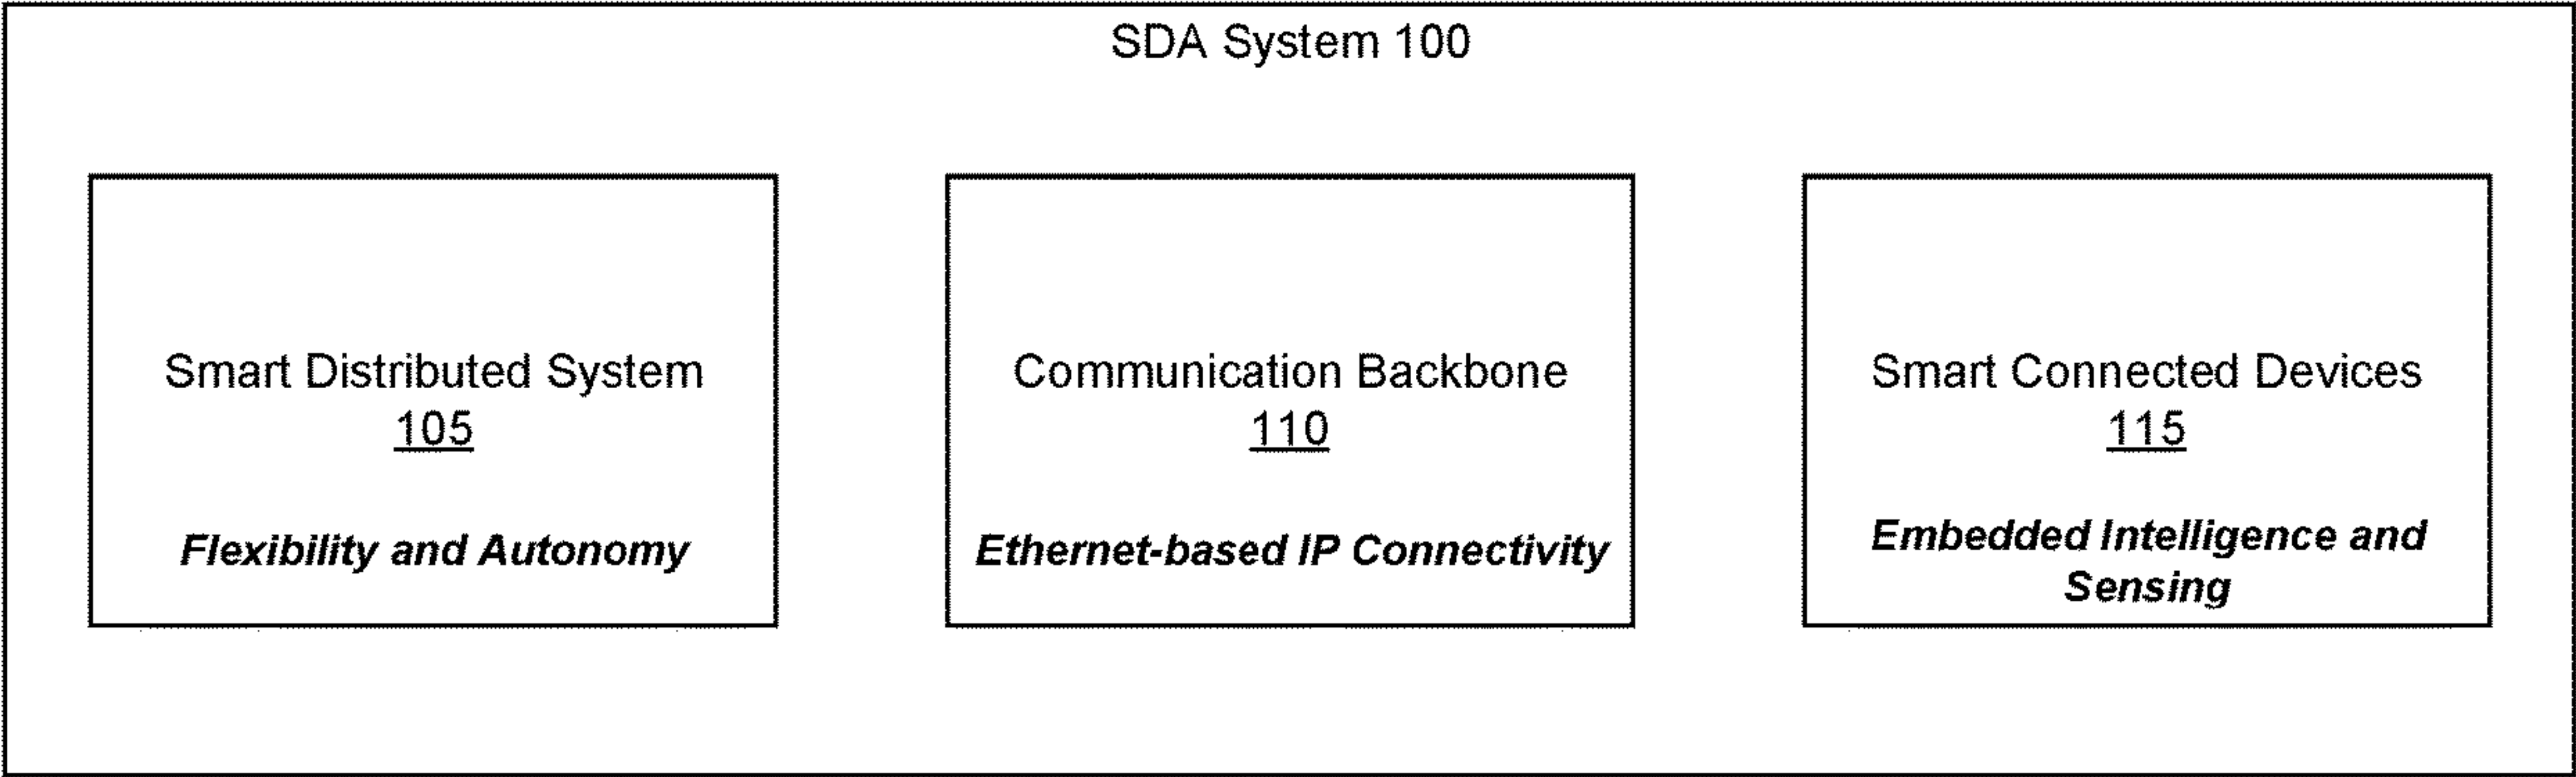 SDA System 100
Smart Distributed System
105
Flexibility and Autonomy
Communication Backbone
110
Ethernet-based IP Connectivity
Smart Connected Devices
115
Embedded Intelligence and
Sensing